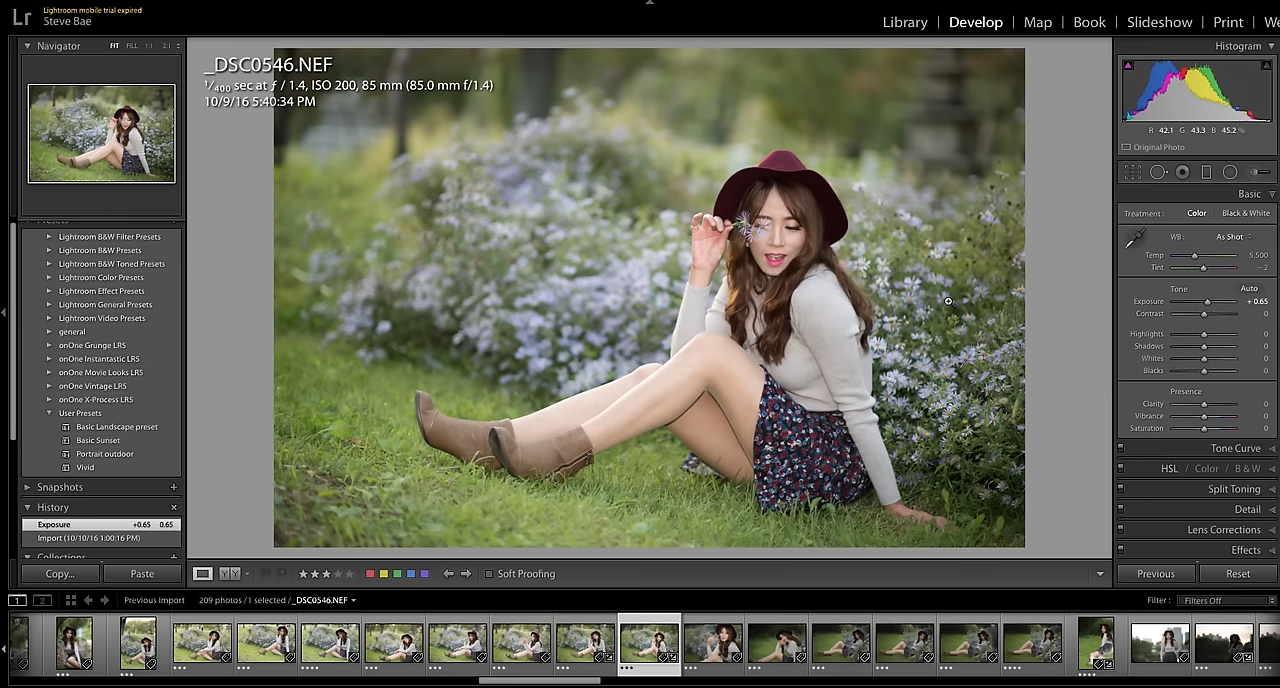 Lr
Lightroom mobile trial expired
Steve Bae
Library | Develop | Map | Book | Slideshow | Print | We
Navigator FIT FILL 1:1 2:1
_DSC0546.NEF
1/400 sec at ƒ / 1.4, ISO 200, 85 mm (85.0 mm f/1.4)
10/9/16 5:40:34 PM
Presets
Lightroom B&W Filter Presets
Lightroom B&W Presets
Lightroom B&W Toned Presets
Lightroom Color Presets
Lightroom Effect Presets
Lightroom General Presets
Lightroom Video Presets
general
onOne Grunge LR5
onOne Instantastic LR5
onOne Movie Looks LR5
onOne Vintage LR5
onOne X-Process LR5
User Presets
Basic Landscape preset
Basic Sunset
Portrait outdoor
Vivid
Snapshots +
History ×
Exposure +0.65 0.65
Import (10/10/16 1:00:16 PM)
Collections +
Copy... Paste
Histogram
R 42.1 G 43.3 B 45.2 %
Original Photo
Basic
Treatment : Color Black & White
WB : As Shot
Temp 5,500
Tint – 2
Tone Auto
Exposure + 0.65
Contrast 0
Highlights 0
Shadows 0
Whites 0
Blacks 0
Presence
Clarity 0
Vibrance 0
Saturation 0
Tone Curve
HSL / Color / B & W
Split Toning
Detail
Lens Corrections
Effects
Previous Reset
Y Y
★★★★★
Soft Proofing
1 2 Previous Import 209 photos / 1 selected / _DSC0546.NEF
Filter : Filters Off